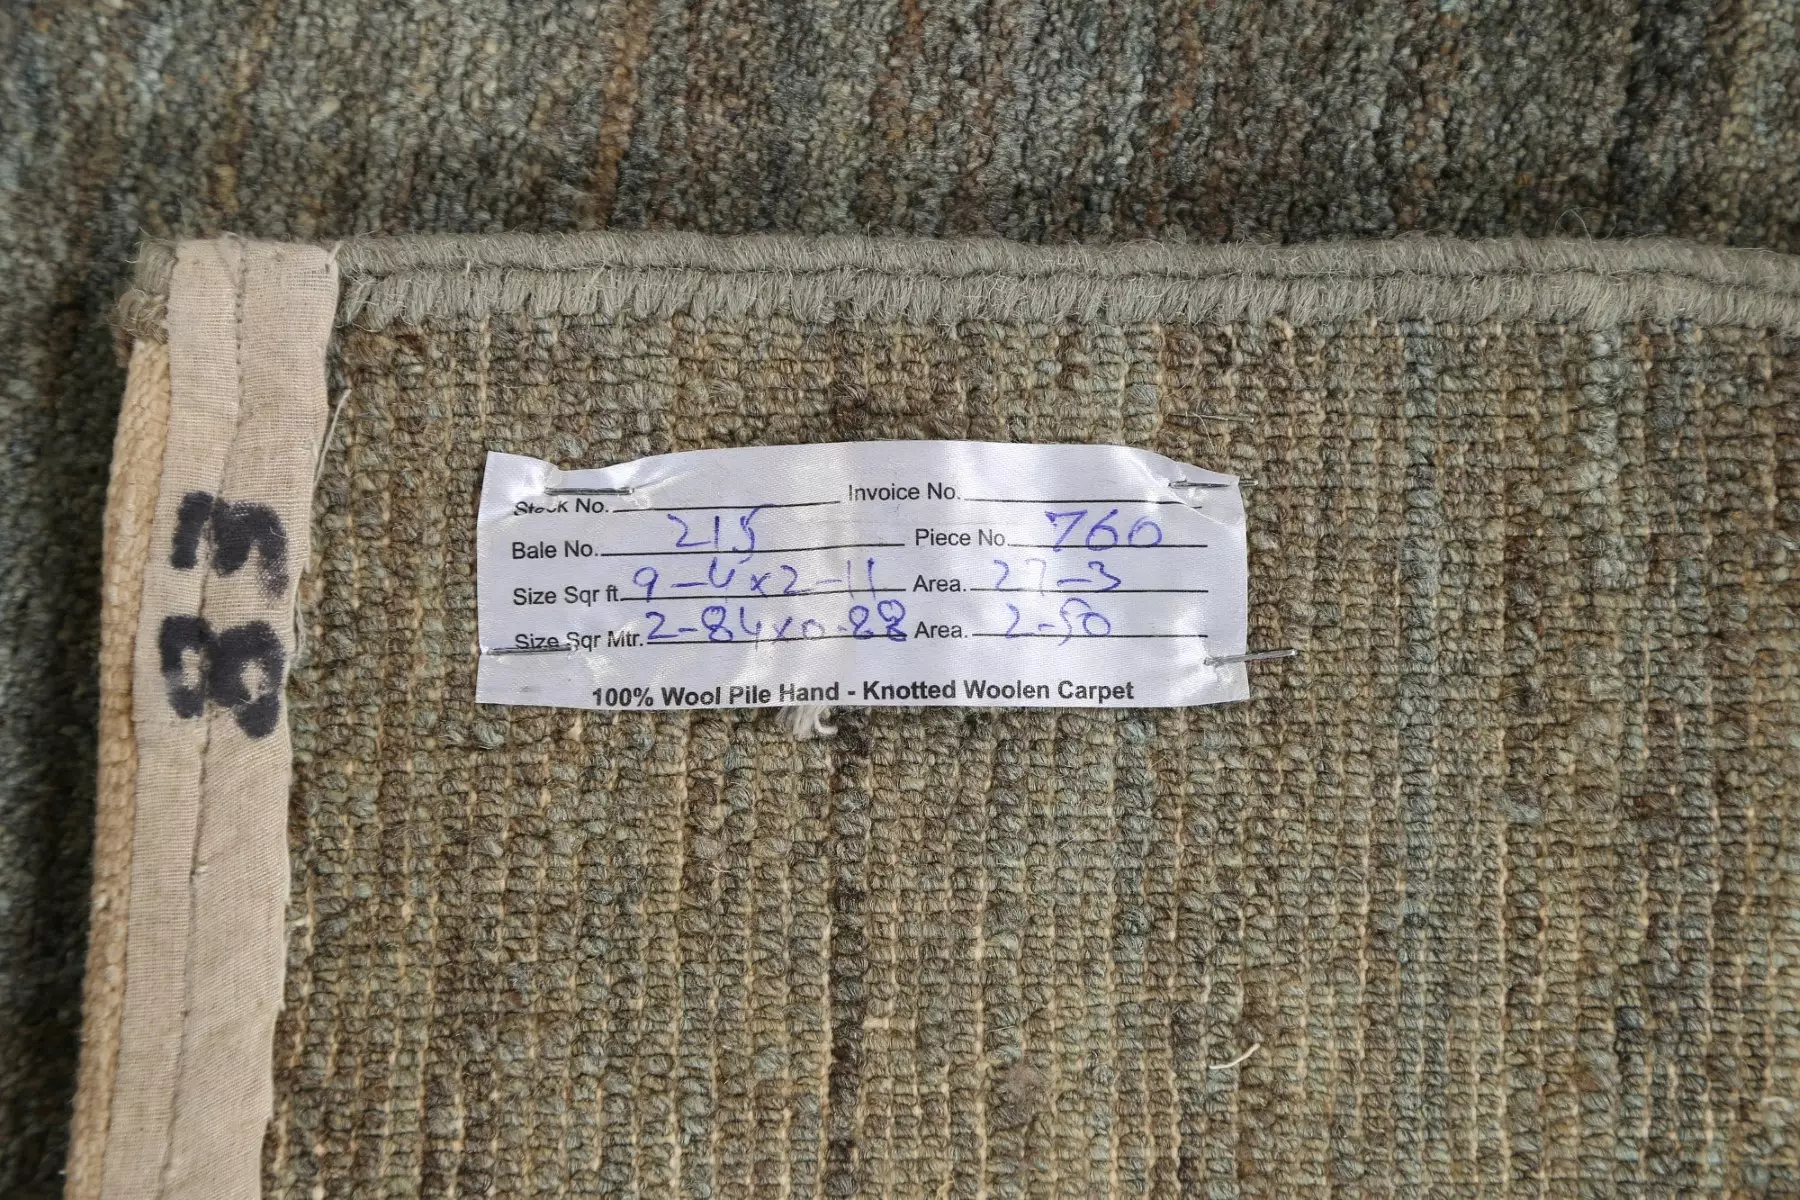 Stock No. Invoice No.
Bale No. 215 Piece No. 760
Size Sqr ft. 9-4x2-11 Area. 27-3
Size Sqr Mtr. 2-84x0-88 Area. 2-50
100% Wool Pile Hand - Knotted Woolen Carpet
58